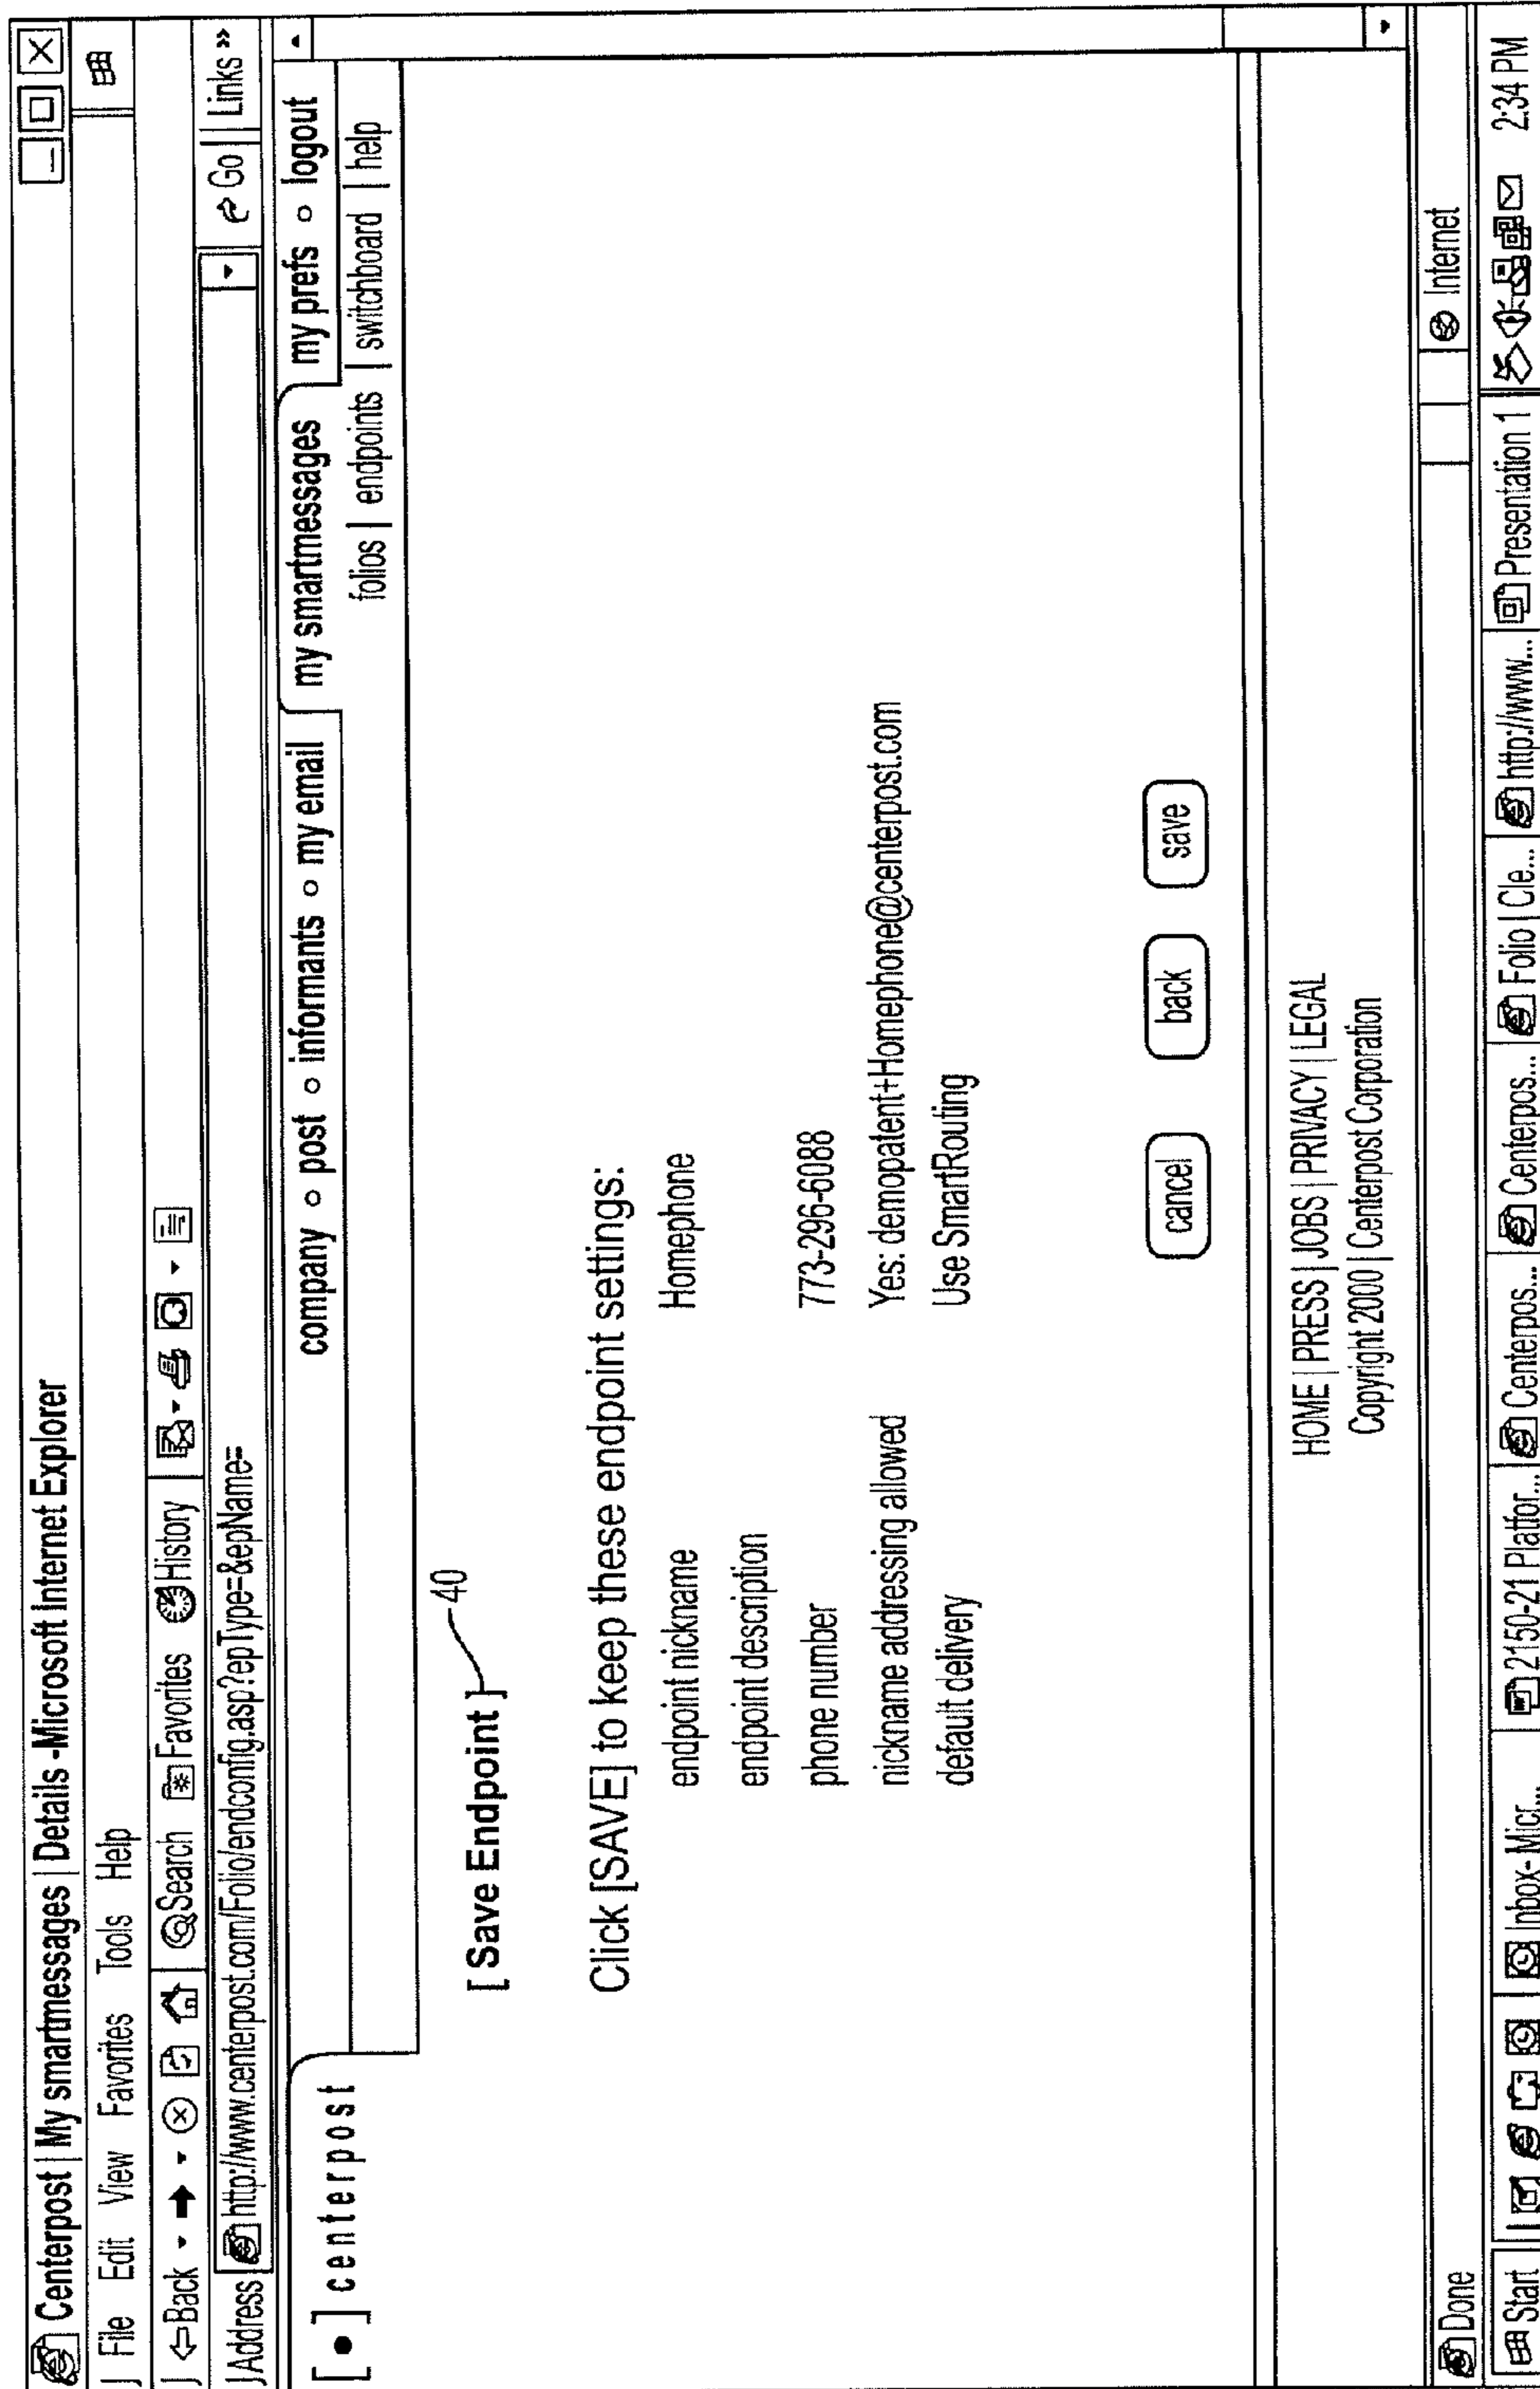 Centerpost | My smartmessages | Details -Microsoft Internet Explorer
File Edit View Favorites Tools Help
Back Search Favorites History
Address http://www.centerpost.com/Folio/endconfig.asp?epType=&epName= Go Links »
[ • ] centerpost
company o post o informants o my email my smartmessages my prefs o logout
folios | endpoints | switchboard | help
[ Save Endpoint ] 40
Click [SAVE] to keep these endpoint settings:
endpoint nickname Homephone
endpoint description
phone number 773-296-6088
nickname addressing allowed Yes: demopatent+Homephone@centerpost.com
default delivery Use SmartRouting
cancel back save
HOME | PRESS | JOBS | PRIVACY | LEGAL
Copyright 2000 | Centerpost Corporation
Done Internet
Start Inbox- Micr... 2150-21 Platfor... Centerpos... Centerpos... Folio | Cle... http://www... Presentation 1 2:34 PM